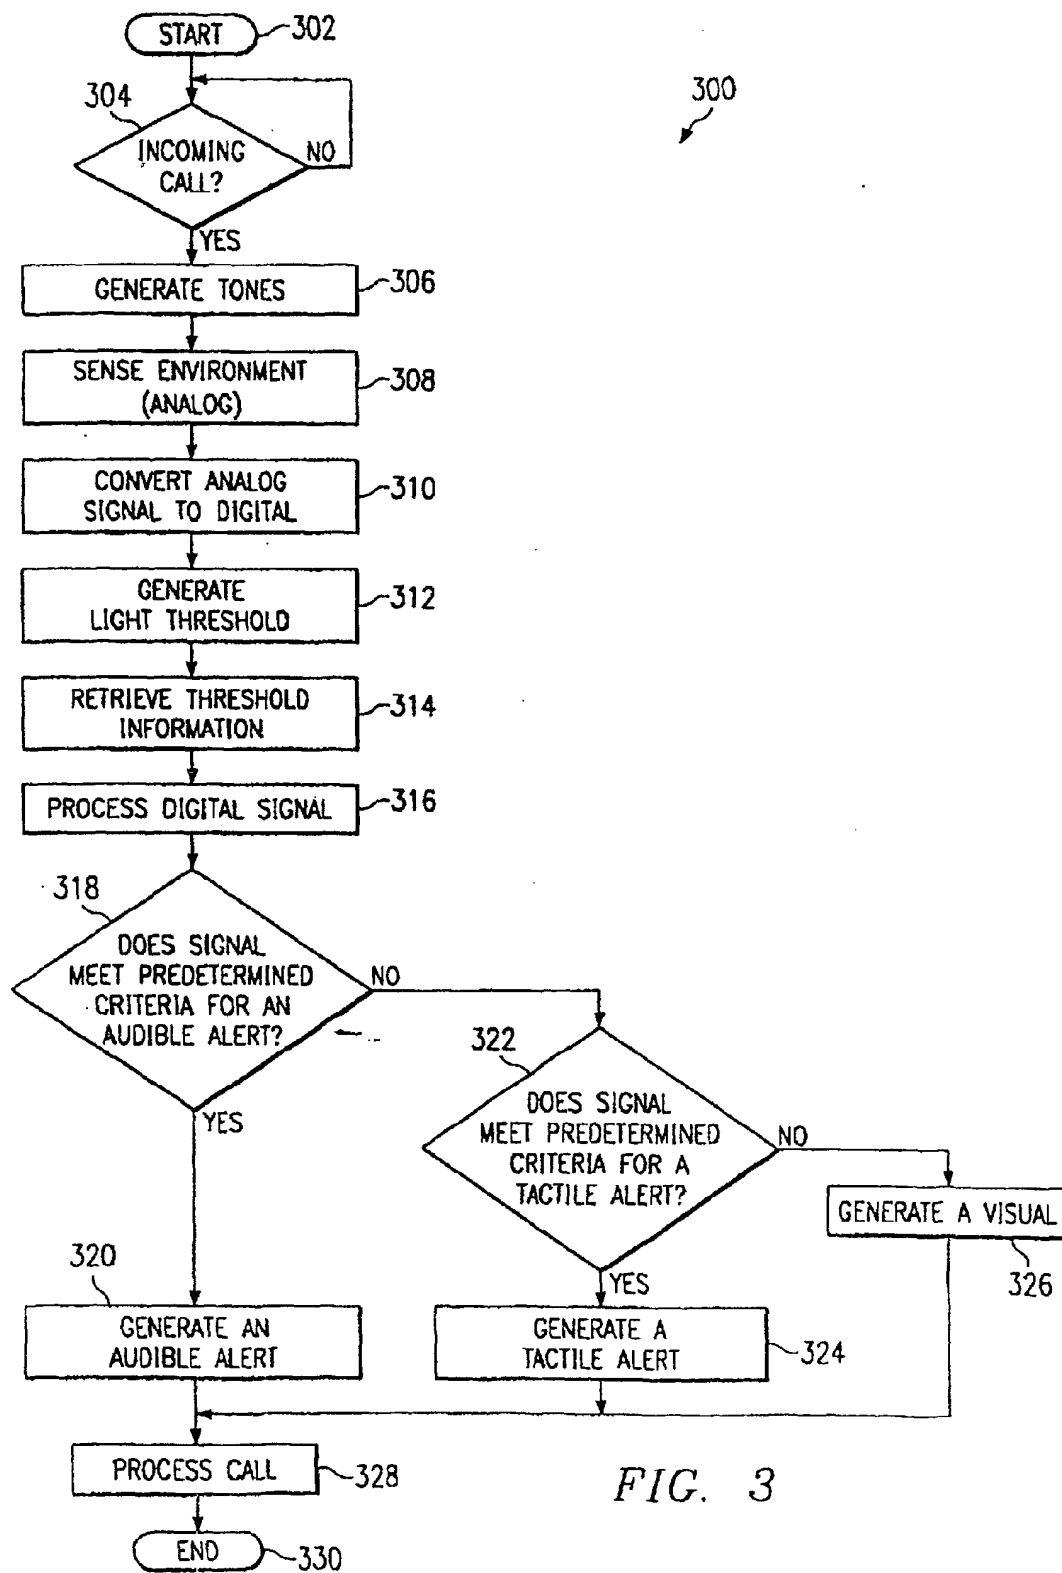 START
302
300
304
INCOMING
CALL?
NO
YES
GENERATE TONES
306
SENSE ENVIRONMENT
(ANALOG)
308
CONVERT ANALOG
SIGNAL TO DIGITAL
310
GENERATE
LIGHT THRESHOLD
312
RETRIEVE THRESHOLD
INFORMATION
314
PROCESS DIGITAL SIGNAL
316
318
DOES SIGNAL
MEET PREDETERMINED
CRITERIA FOR AN
AUDIBLE ALERT?
NO
YES
322
DOES SIGNAL
MEET PREDETERMINED
CRITERIA FOR A
TACTILE ALERT?
NO
YES
GENERATE A VISUAL
326
320
GENERATE AN
AUDIBLE ALERT
GENERATE A
TACTILE ALERT
324
PROCESS CALL
328
FIG. 3
END
330